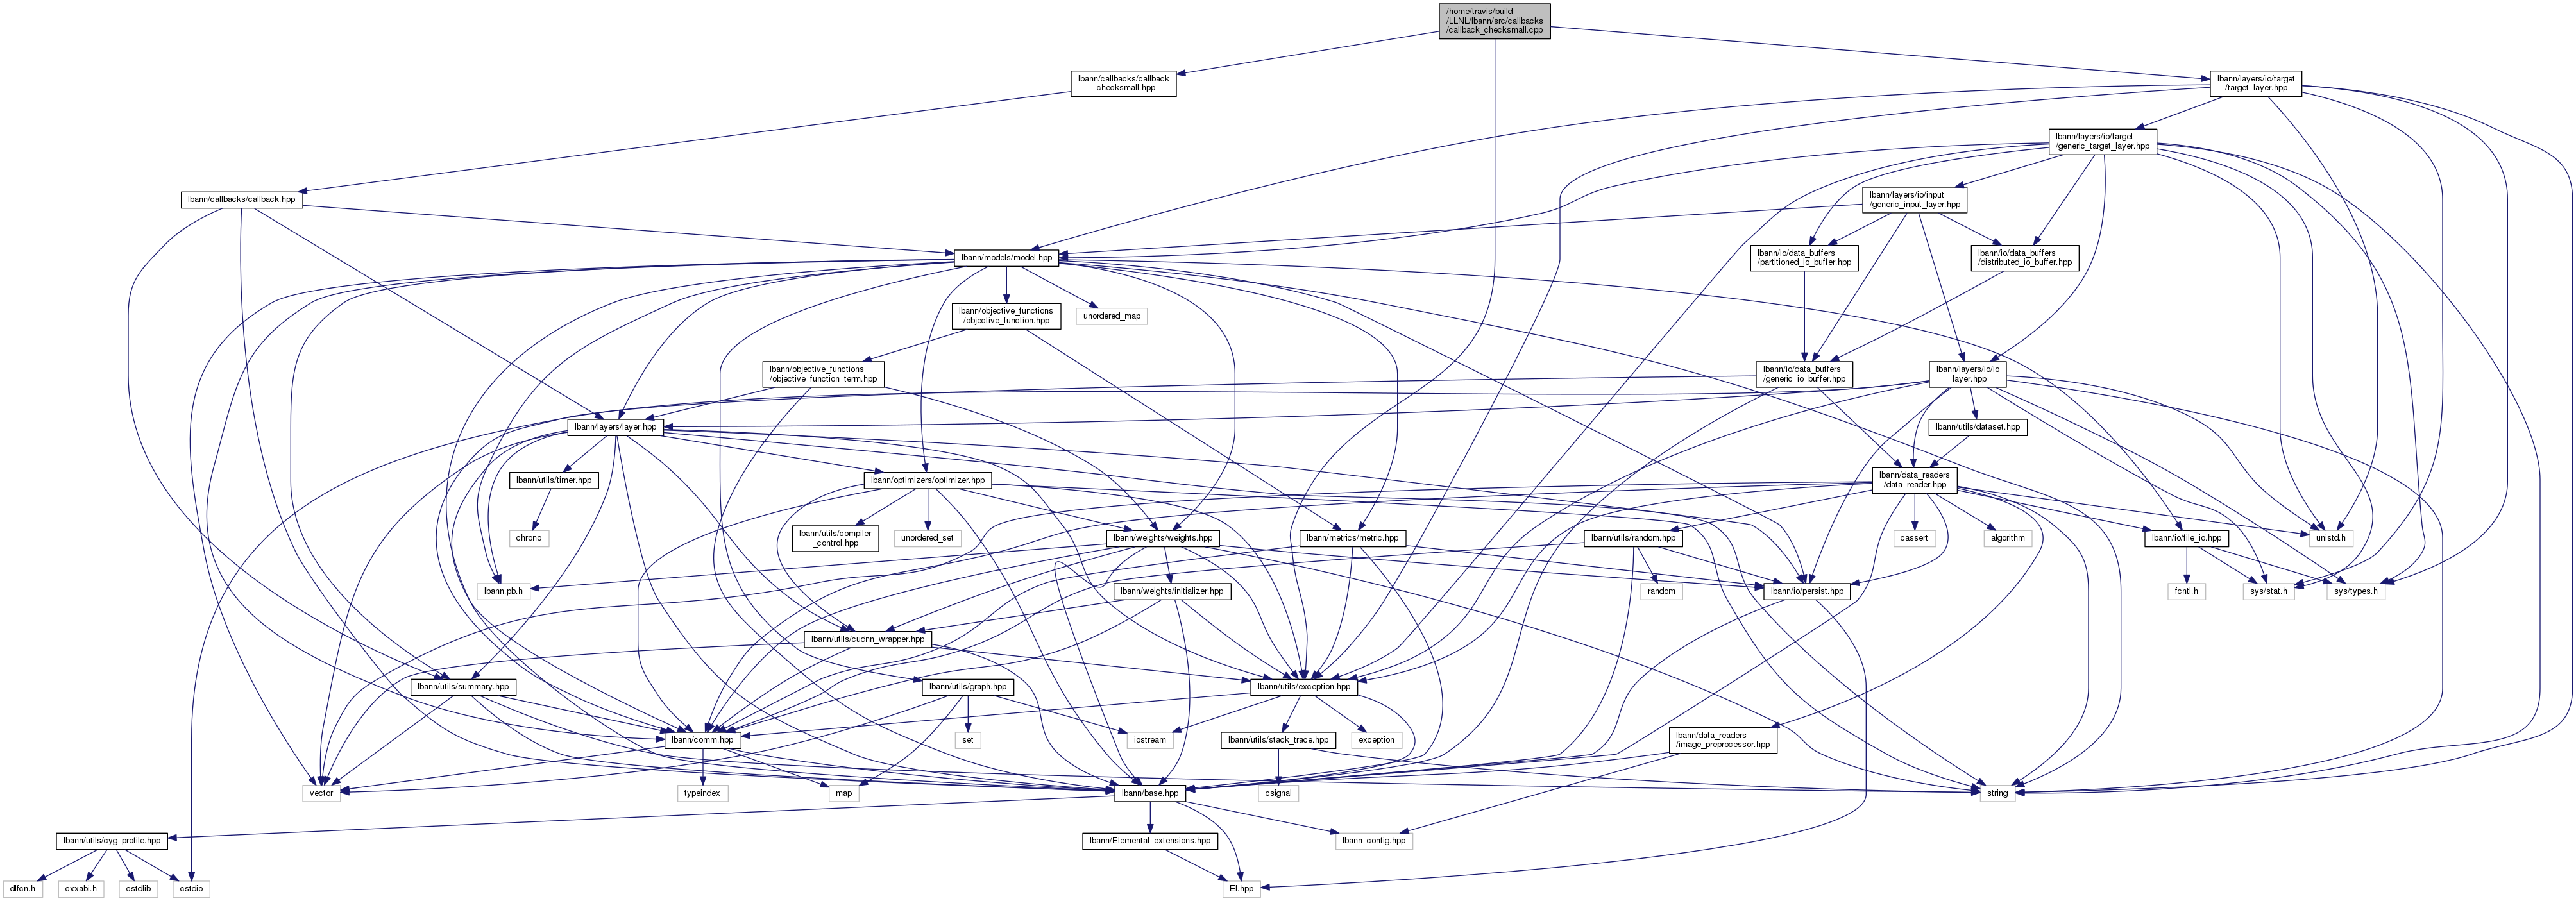 /home/travis/build
/LLNL/lbann/src/callbacks
/callback_checksmall.cpp
lbann/callbacks/callback
_checksmall.hpp
lbann/layers/io/target
/target_layer.hpp
lbann/layers/io/target
/generic_target_layer.hpp
lbann/callbacks/callback.hpp
lbann/layers/io/input
/generic_input_layer.hpp
lbann/models/model.hpp
lbann/io/data_buffers
/partitioned_io_buffer.hpp
lbann/io/data_buffers
/distributed_io_buffer.hpp
lbann/objective_functions
/objective_function.hpp
unordered_map
lbann/objective_functions
/objective_function_term.hpp
lbann/io/data_buffers
/generic_io_buffer.hpp
lbann/layers/io/io
_layer.hpp
lbann/layers/layer.hpp
lbann/utils/dataset.hpp
lbann/utils/timer.hpp
lbann/optimizers/optimizer.hpp
lbann/data_readers
/data_reader.hpp
chrono
lbann/utils/compiler
_control.hpp
unordered_set
lbann/weights/weights.hpp
lbann/metrics/metric.hpp
lbann/utils/random.hpp
cassert
algorithm
lbann/io/file_io.hpp
unistd.h
lbann.pb.h
lbann/weights/initializer.hpp
random
lbann/io/persist.hpp
fcntl.h
sys/stat.h
sys/types.h
lbann/utils/cudnn_wrapper.hpp
lbann/utils/summary.hpp
lbann/utils/graph.hpp
lbann/utils/exception.hpp
lbann/comm.hpp
set
iostream
lbann/utils/stack_trace.hpp
exception
lbann/data_readers
/image_preprocessor.hpp
vector
typeindex
map
lbann/base.hpp
csignal
string
lbann/utils/cyg_profile.hpp
lbann/Elemental_extensions.hpp
lbann_config.hpp
dlfcn.h
cxxabi.h
cstdlib
cstdio
El.hpp